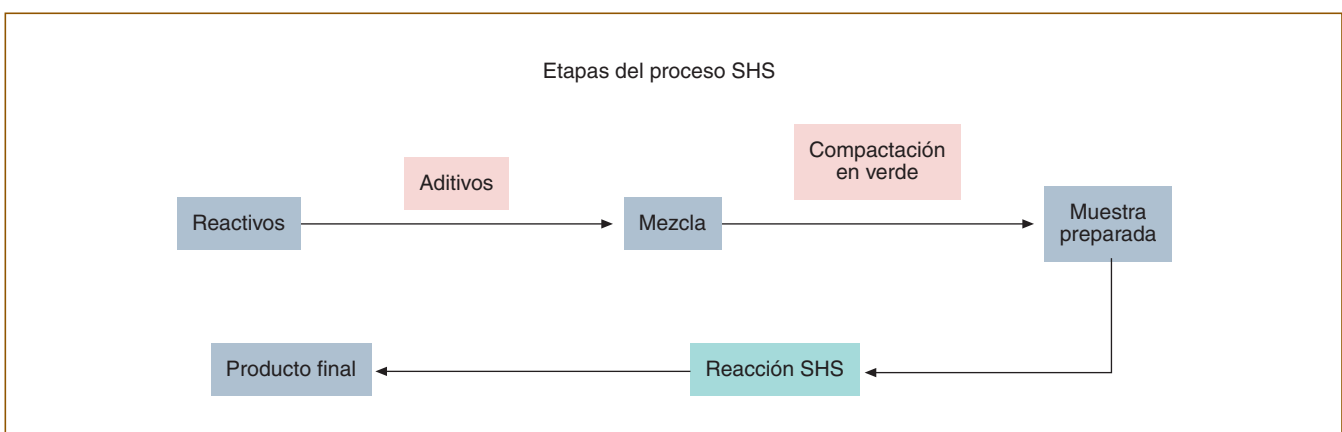 Etapas del proceso SHS
Reactivos
Aditivos
Mezcla
Compactación
en verde
Muestra
preparada
Reacción SHS
Producto final